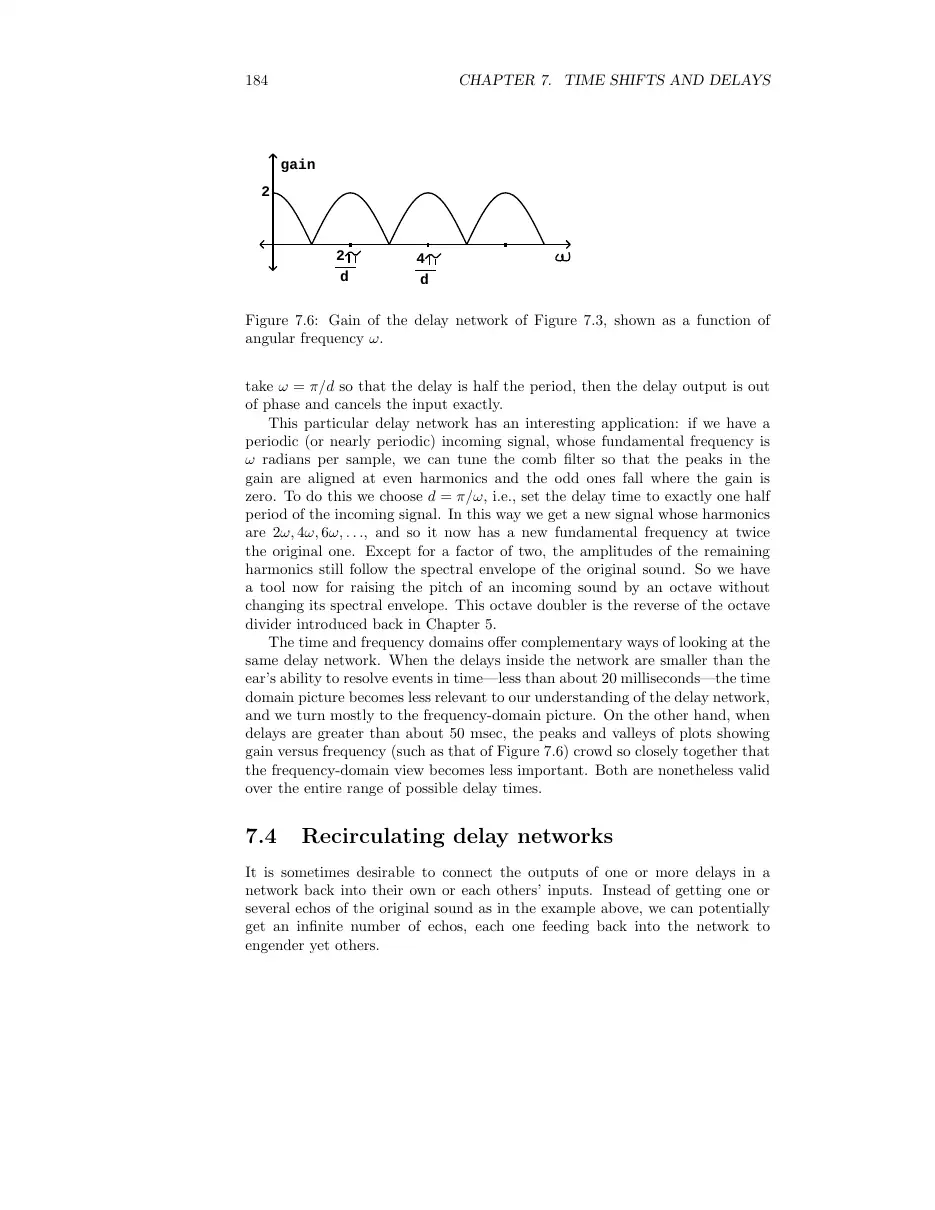 184 CHAPTER 7. TIME SHIFTS AND DELAYS
gain
2
2π
d
4π
d
ω
Figure 7.6: Gain of the delay network of Figure 7.3, shown as a function of
angular frequency ω.
take ω = π/d so that the delay is half the period, then the delay output is out
of phase and cancels the input exactly.
This particular delay network has an interesting application: if we have a
periodic (or nearly periodic) incoming signal, whose fundamental frequency is
ω radians per sample, we can tune the comb filter so that the peaks in the
gain are aligned at even harmonics and the odd ones fall where the gain is
zero. To do this we choose d = π/ω, i.e., set the delay time to exactly one half
period of the incoming signal. In this way we get a new signal whose harmonics
are 2ω, 4ω, 6ω, . . ., and so it now has a new fundamental frequency at twice
the original one. Except for a factor of two, the amplitudes of the remaining
harmonics still follow the spectral envelope of the original sound. So we have
a tool now for raising the pitch of an incoming sound by an octave without
changing its spectral envelope. This octave doubler is the reverse of the octave
divider introduced back in Chapter 5.
The time and frequency domains offer complementary ways of looking at the
same delay network. When the delays inside the network are smaller than the
ear's ability to resolve events in time—less than about 20 milliseconds—the time
domain picture becomes less relevant to our understanding of the delay network,
and we turn mostly to the frequency-domain picture. On the other hand, when
delays are greater than about 50 msec, the peaks and valleys of plots showing
gain versus frequency (such as that of Figure 7.6) crowd so closely together that
the frequency-domain view becomes less important. Both are nonetheless valid
over the entire range of possible delay times.
7.4 Recirculating delay networks
It is sometimes desirable to connect the outputs of one or more delays in a
network back into their own or each others' inputs. Instead of getting one or
several echos of the original sound as in the example above, we can potentially
get an infinite number of echos, each one feeding back into the network to
engender yet others.